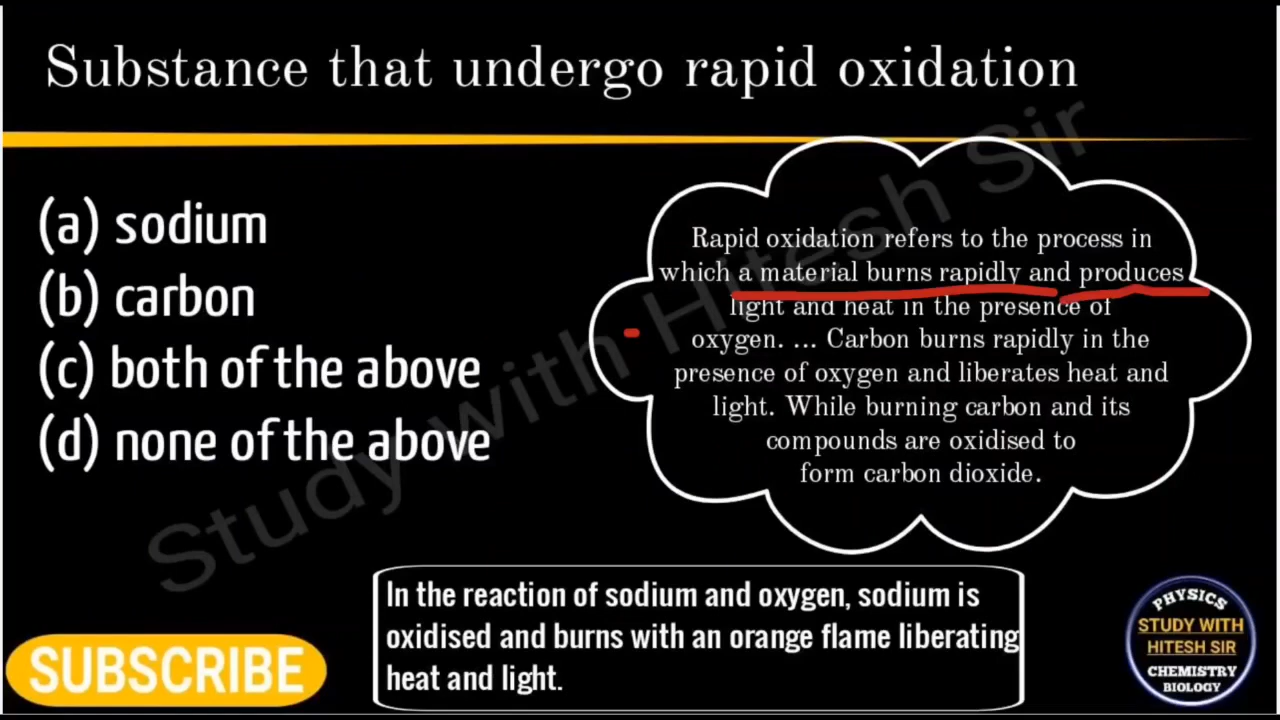 Substance that undergo rapid oxidation
(a) sodium
(b) carbon
(c) both of the above
(d) none of the above
Rapid oxidation refers to the process in
which a material burns rapidly and produces
light and heat in the presence of
oxygen. ... Carbon burns rapidly in the
presence of oxygen and liberates heat and
light. While burning carbon and its
compounds are oxidised to
form carbon dioxide.
Study with Hitesh Sir
In the reaction of sodium and oxygen, sodium is
oxidised and burns with an orange flame liberating
heat and light.
SUBSCRIBE
PHYSICS
STUDY WITH
HITESH SIR
CHEMISTRY
BIOLOGY